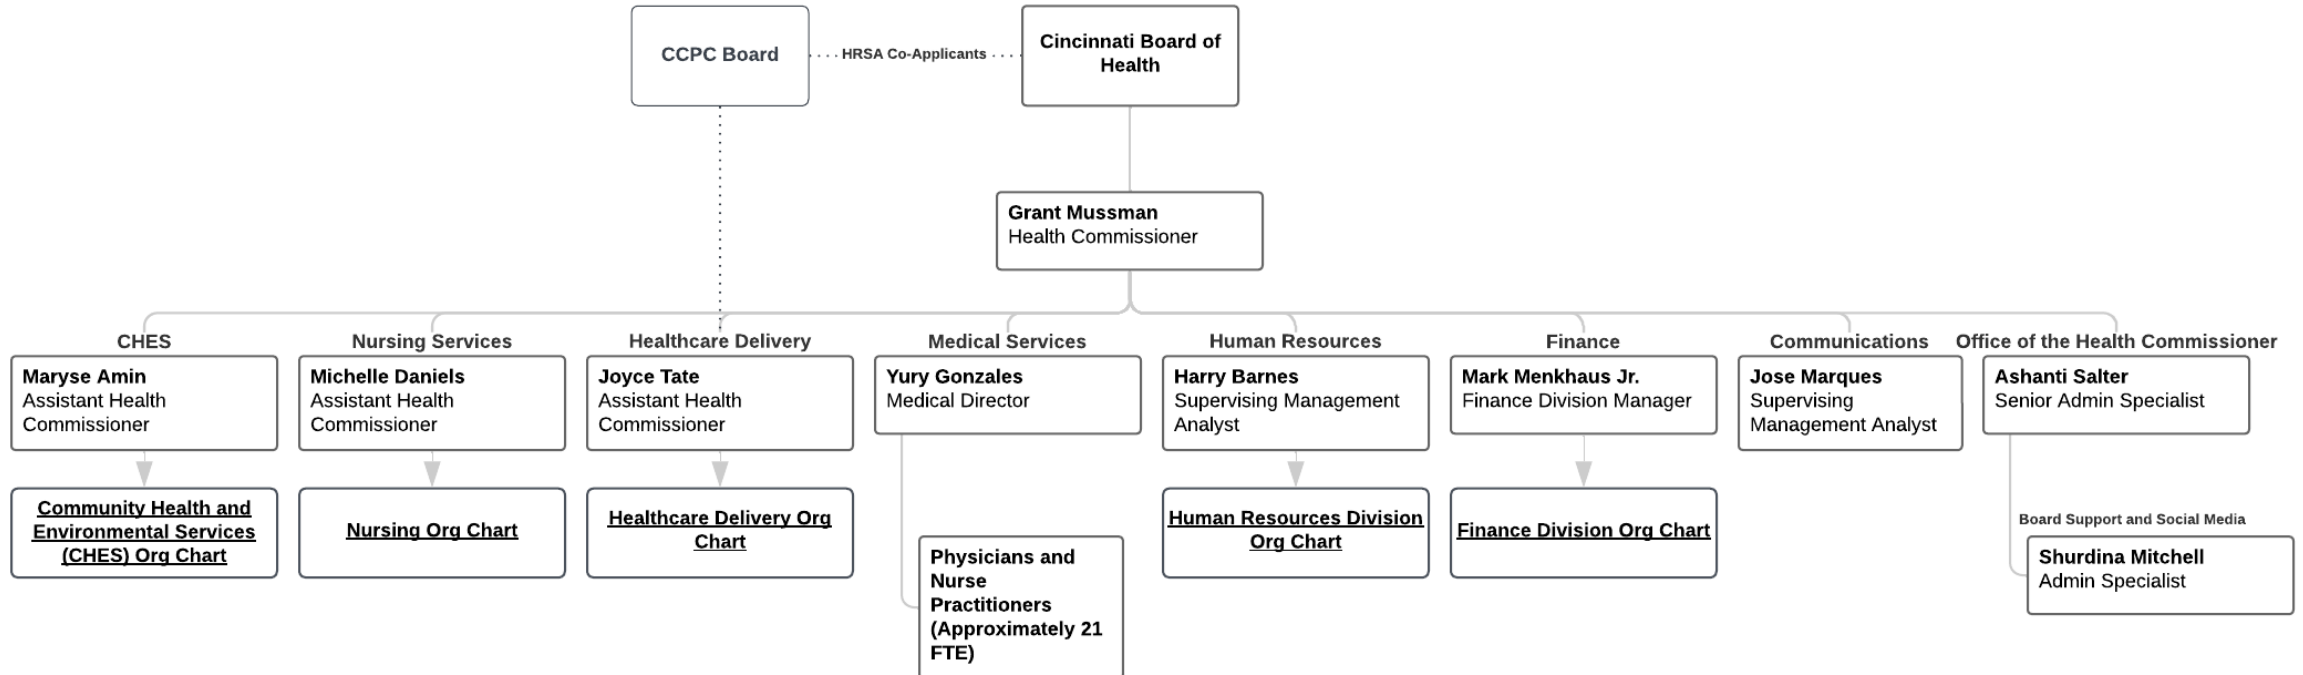 CCPC Board
HRSA Co-Applicants
Cincinnati Board of
Health
Grant Mussman
Health Commissioner
CHES
Maryse Amin
Assistant Health
Commissioner
Community Health and
Environmental Services
(CHES) Org Chart
Nursing Services
Michelle Daniels
Assistant Health
Commissioner
Nursing Org Chart
Healthcare Delivery
Joyce Tate
Assistant Health
Commissioner
Healthcare Delivery Org
Chart
Medical Services
Yury Gonzales
Medical Director
Physicians and
Nurse
Practitioners
(Approximately 21
FTE)
Human Resources
Harry Barnes
Supervising Management
Analyst
Human Resources Division
Org Chart
Finance
Mark Menkhaus Jr.
Finance Division Manager
Finance Division Org Chart
Communications
Jose Marques
Supervising
Management Analyst
Office of the Health Commissioner
Ashanti Salter
Senior Admin Specialist
Board Support and Social Media
Shurdina Mitchell
Admin Specialist